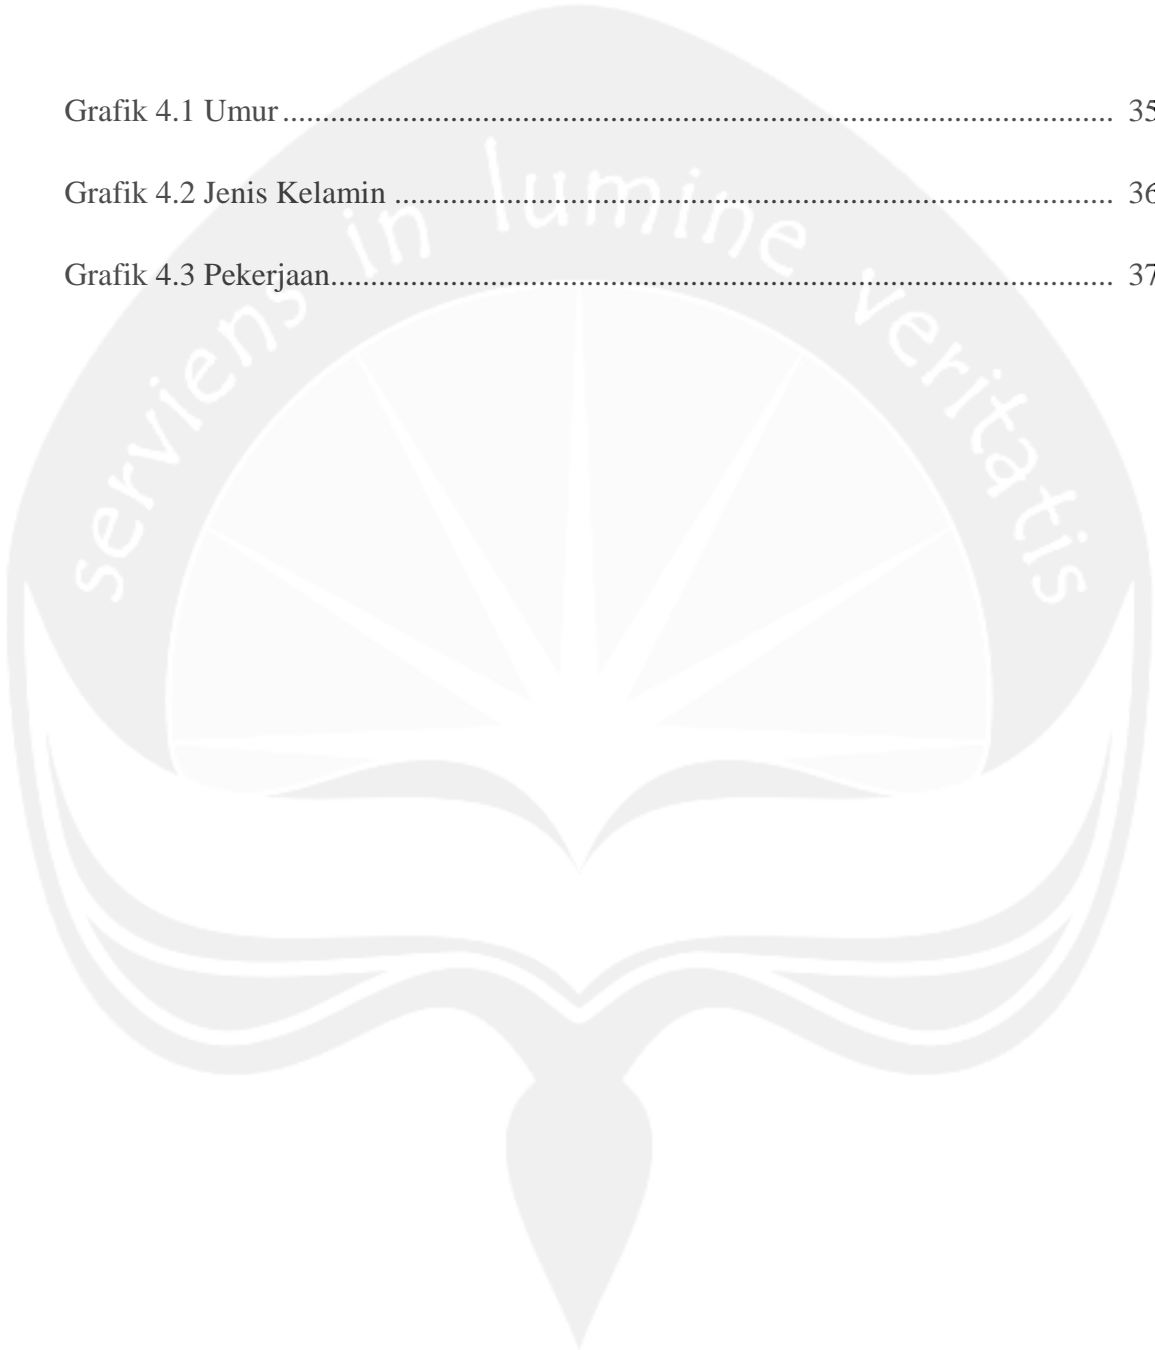 Grafik 4.1 Umur ........................................................................................................ 35
Grafik 4.2 Jenis Kelamin .......................................................................................... 36
Grafik 4.3 Pekerjaan.................................................................................................. 37
serviens in lumine veritatis